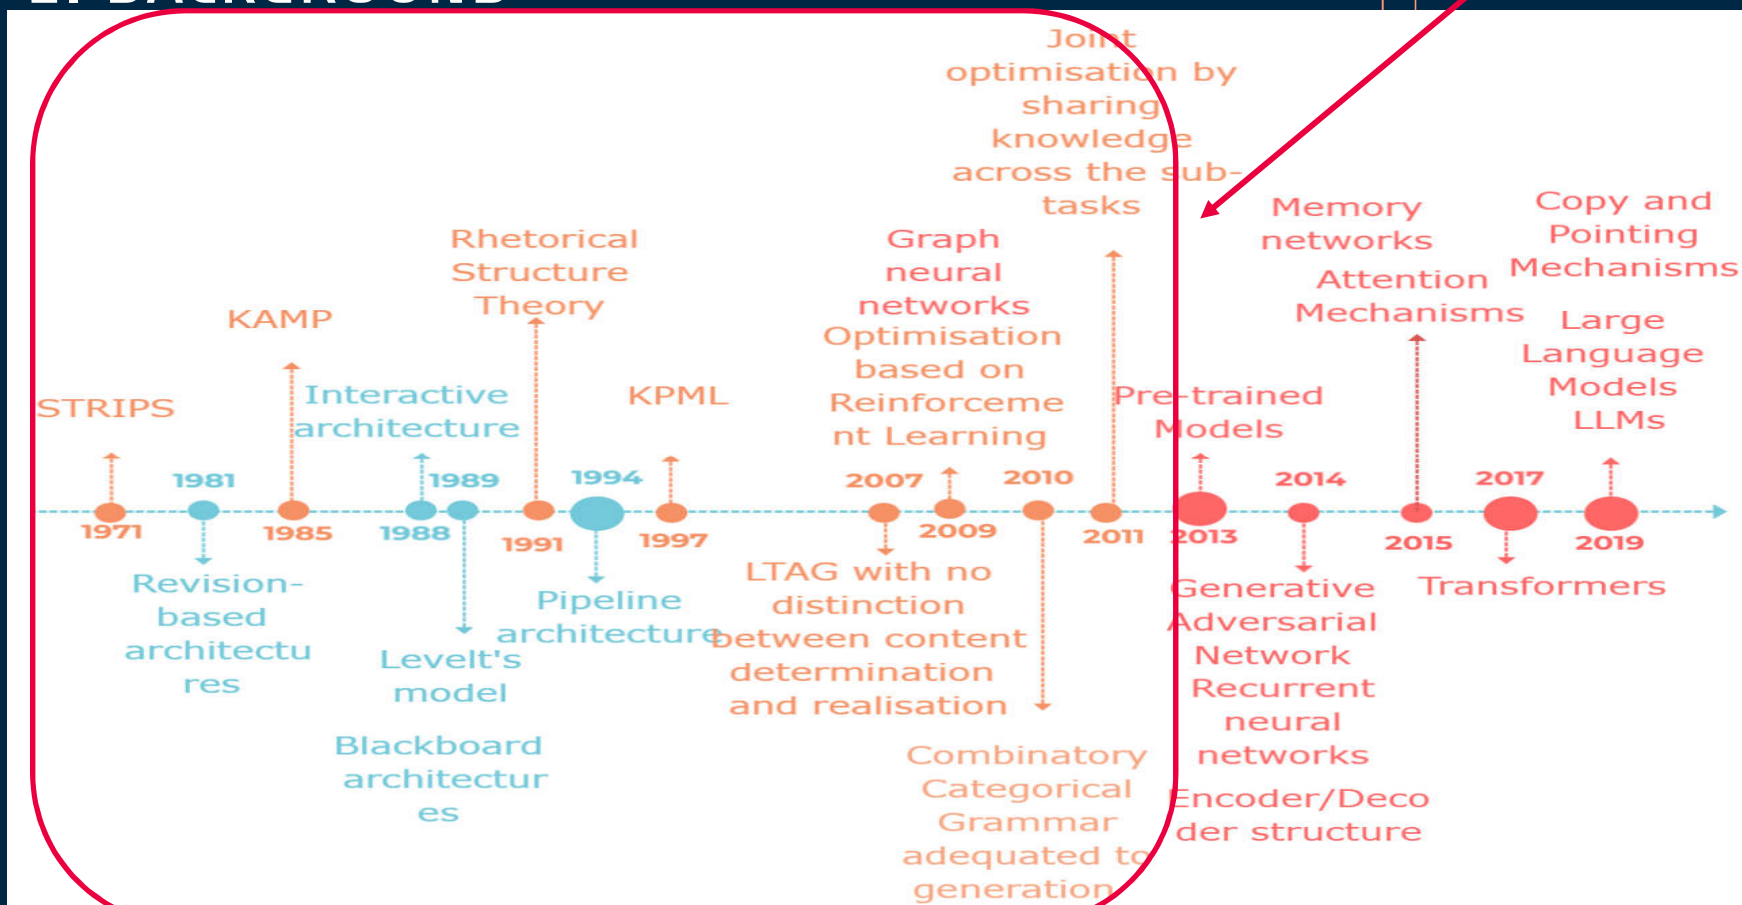 Joint
optimisation by
sharing
knowledge
across the sub-
tasks
Rhetorical
Structure
Theory
Graph
neural
networks
Memory
networks
Copy and
Pointing
Mechanisms
KAMP
Optimisation
based on
Reinforceme
nt Learning
Attention
Mechanisms
Large
Language
Models
LLMs
STRIPS
Interactive
architecture
KPML
Pre-trained
Models
1981
1989
1994
2007
2010
2014
2017
1971
1985
1988
1991
1997
2009
2011
2013
2015
2019
Revision-
based
architectu
res
Levelt's
model
Blackboard
architectur
es
Pipeline
architecture
LTAG with no
distinction
between content
determination
and realisation
Combinatory
Categorical
Grammar
adequated to
generation
Generative
Adversarial
Network
Recurrent
neural
networks
Encoder/Deco
der structure
Transformers